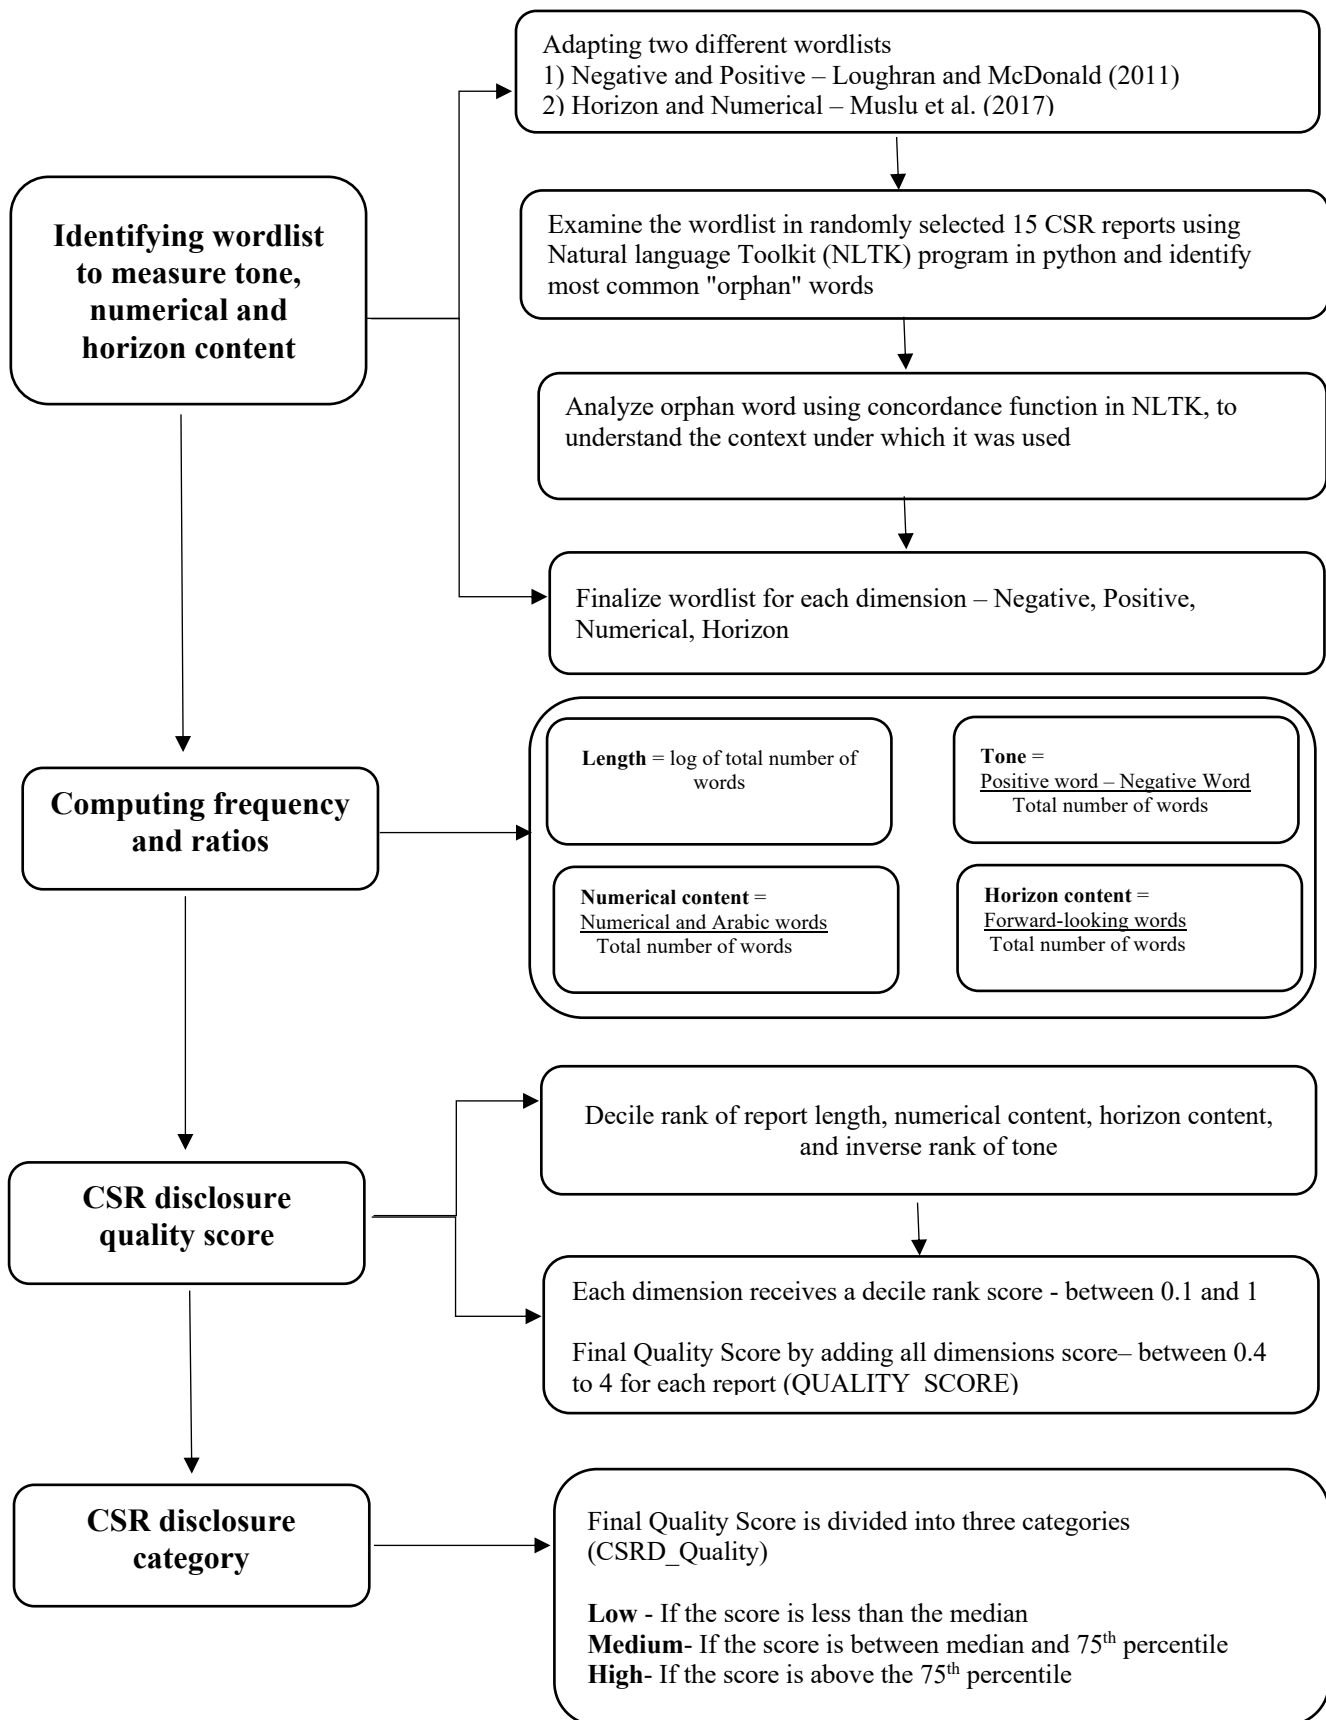 Adapting two different wordlists
1) Negative and Positive – Loughran and McDonald (2011)
2) Horizon and Numerical – Muslu et al. (2017)
Identifying wordlist
to measure tone,
numerical and
horizon content
Examine the wordlist in randomly selected 15 CSR reports using
Natural language Toolkit (NLTK) program in python and identify
most common "orphan" words
Analyze orphan word using concordance function in NLTK, to
understand the context under which it was used
Finalize wordlist for each dimension – Negative, Positive,
Numerical, Horizon
Computing frequency
and ratios
Length = log of total number of
words
Tone =
Positive word – Negative Word
Total number of words
Numerical content =
Numerical and Arabic words
Total number of words
Horizon content =
Forward-looking words
Total number of words
CSR disclosure
quality score
Decile rank of report length, numerical content, horizon content,
and inverse rank of tone
Each dimension receives a decile rank score - between 0.1 and 1
Final Quality Score by adding all dimensions score– between 0.4
to 4 for each report (QUALITY_SCORE)
CSR disclosure
category
Final Quality Score is divided into three categories
(CSRD_Quality)
Low - If the score is less than the median
Medium- If the score is between median and 75th percentile
High- If the score is above the 75th percentile